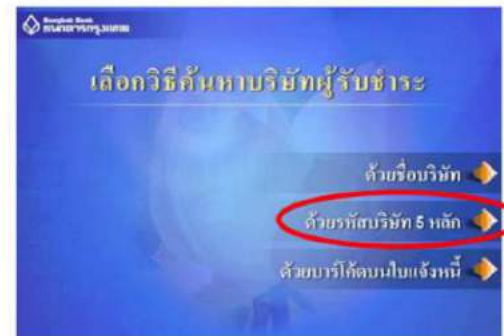 Bangkok Bank
ธนาคารกรุงเทพ
เลือกวิธีค้นหาบริษัทผู้รับชำระ
ด้วยชื่อบริษัท
ด้วยรหัสบริษัท 5 หลัก
ด้วยบาร์โค้ดบนใบแจ้งหนี้